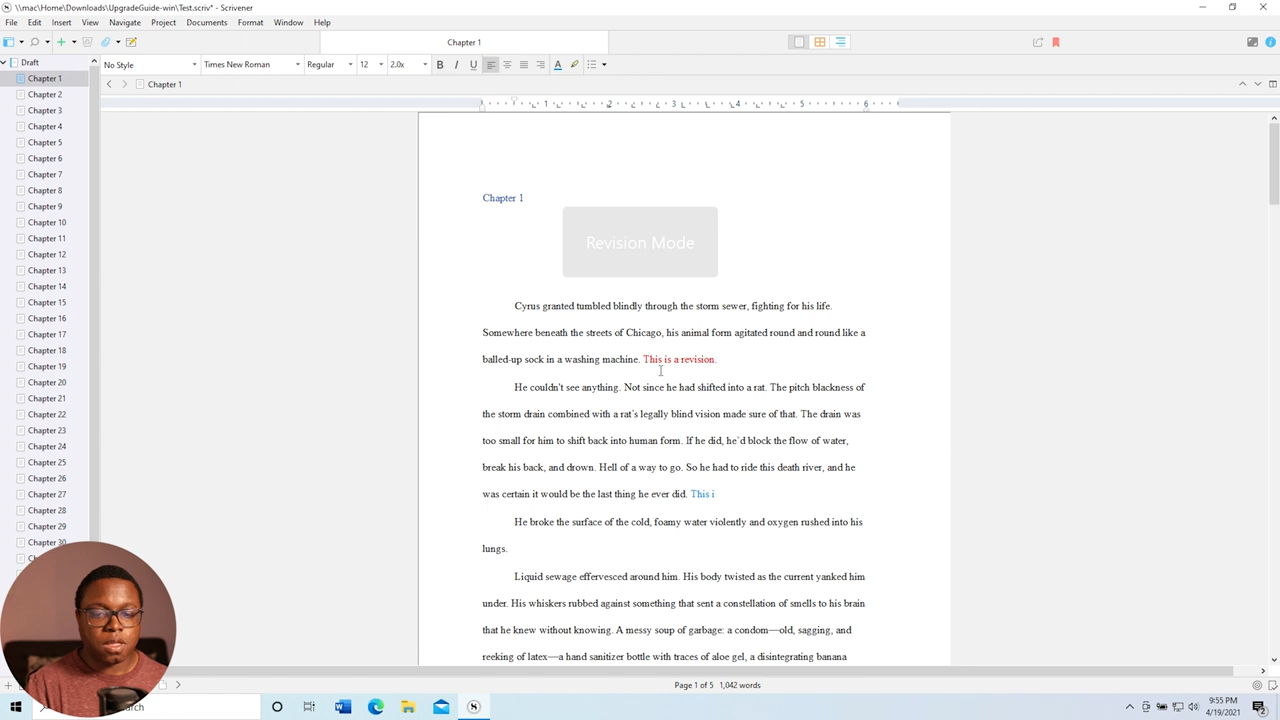 \\mac\Home\Downloads\UpgradeGuide-win\Test.scriv* - Scrivener
File Edit Insert View Navigate Project Documents Format Window Help
Chapter 1
No Style Times New Roman Regular 12 2.0x B I U A
Draft
Chapter 1
Chapter 2
Chapter 3
Chapter 4
Chapter 5
Chapter 6
Chapter 7
Chapter 8
Chapter 9
Chapter 10
Chapter 11
Chapter 12
Chapter 13
Chapter 14
Chapter 15
Chapter 16
Chapter 17
Chapter 18
Chapter 19
Chapter 20
Chapter 21
Chapter 22
Chapter 23
Chapter 24
Chapter 25
Chapter 26
Chapter 27
Chapter 28
Chapter 29
Chapter 30
Chapter 1
1 2 3 4 5 6
Chapter 1
Revision Mode
Cyrus granted tumbled blindly through the storm sewer, fighting for his life.
Somewhere beneath the streets of Chicago, his animal form agitated round and round like a
balled-up sock in a washing machine. This is a revision.
He couldn't see anything. Not since he had shifted into a rat. The pitch blackness of
the storm drain combined with a rat's legally blind vision made sure of that. The drain was
too small for him to shift back into human form. If he did, he'd block the flow of water,
break his back, and drown. Hell of a way to go. So he had to ride this death river, and he
was certain it would be the last thing he ever did. This i
He broke the surface of the cold, foamy water violently and oxygen rushed into his
lungs.
Liquid sewage effervesced around him. His body twisted as the current yanked him
under. His whiskers rubbed against something that sent a constellation of smells to his brain
that he knew without knowing. A messy soup of garbage: a condom—old, sagging, and
reeking of latex—a hand sanitizer bottle with traces of aloe gel, a disintegrating banana
Page 1 of 5 1,042 words
9:55 PM
4/19/2021